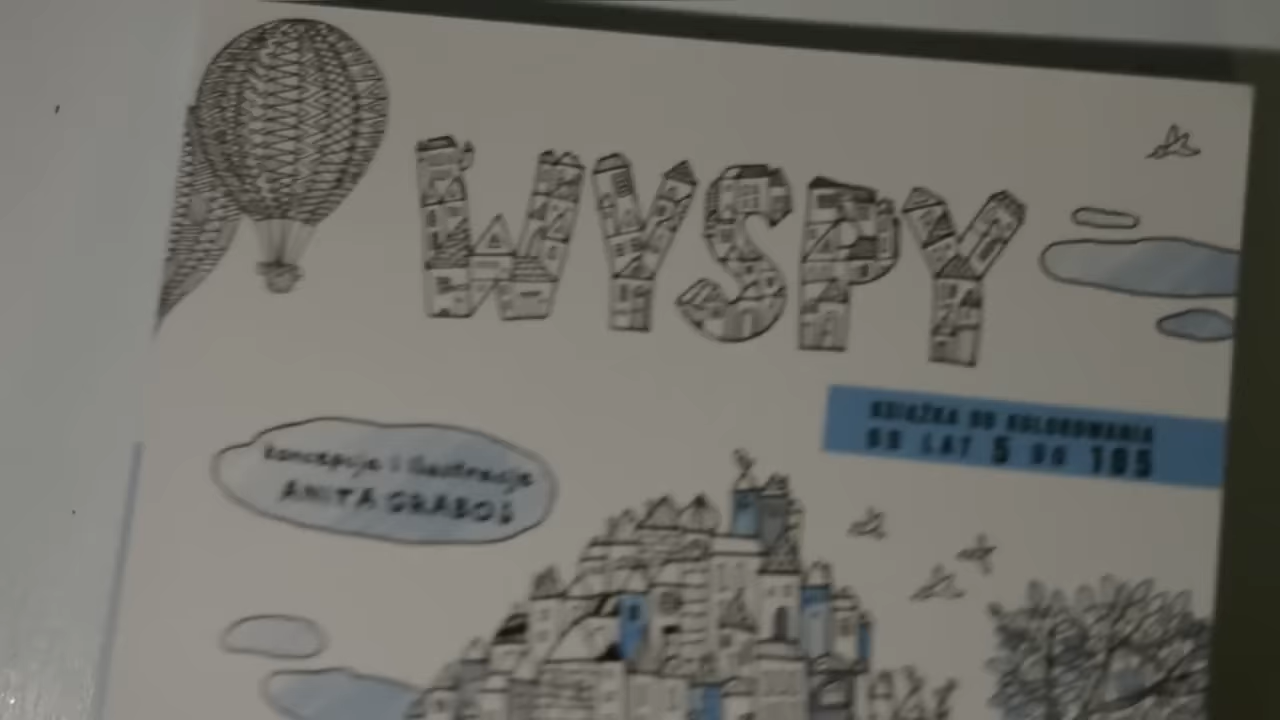 WYSPY
KSIĄŻKA DO KOLOROWANIA
OD LAT 5 DO 105
koncepcja i ilustracje
ANITA GRABOŚ